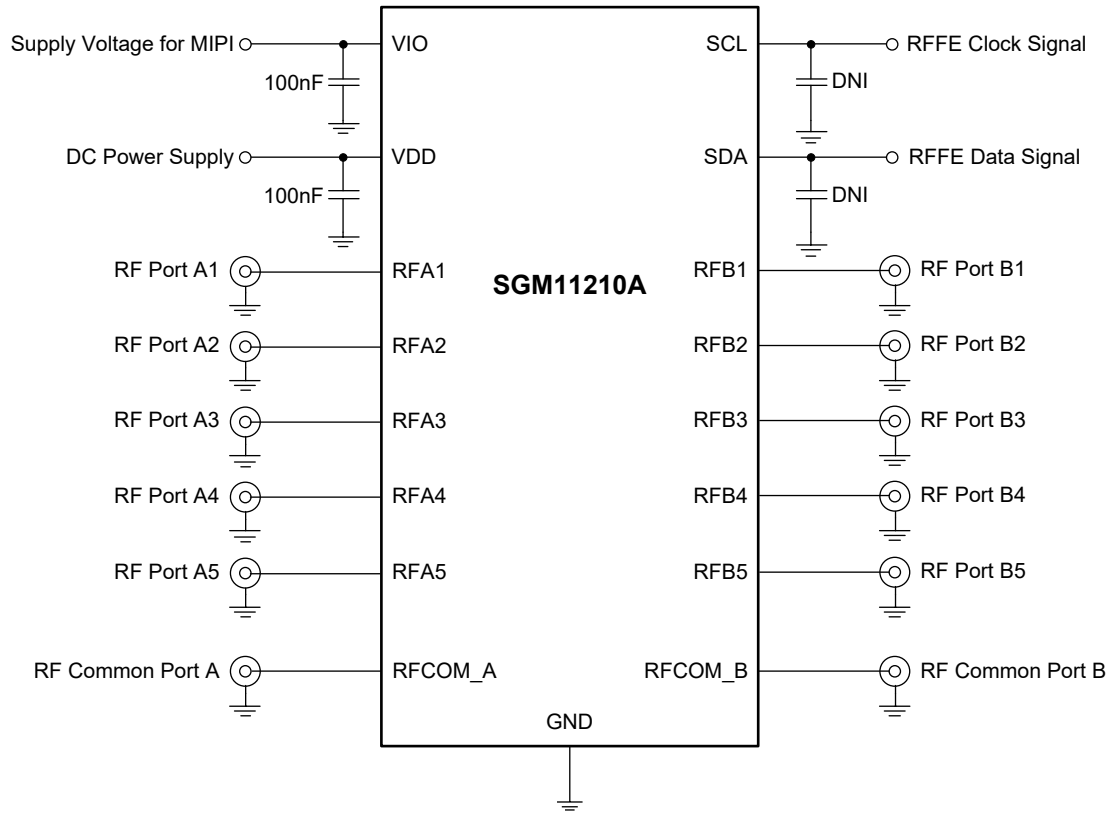 Supply Voltage for MIPI
VIO
SCL
RFFE Clock Signal
100nF
DNI
DC Power Supply
VDD
SDA
RFFE Data Signal
100nF
DNI
RF Port A1
RFA1
SGM11210A
RFB1
RF Port B1
RF Port A2
RFA2
RFB2
RF Port B2
RF Port A3
RFA3
RFB3
RF Port B3
RF Port A4
RFA4
RFB4
RF Port B4
RF Port A5
RFA5
RFB5
RF Port B5
RF Common Port A
RFCOM_A
RFCOM_B
RF Common Port B
GND